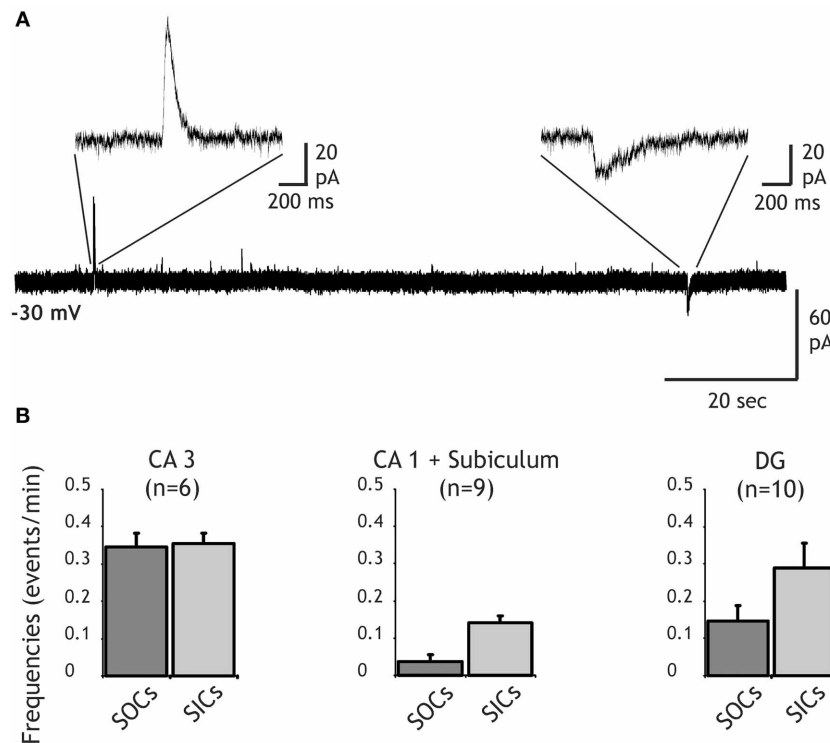 A
20
pA
200 ms
20
pA
200 ms
-30 mV
60
pA
20 sec
B
Frequencies (events/min)
CA 3
(n=6)
0.5
0.4
0.3
0.2
0.1
0
SOCs
SICs
CA 1 + Subiculum
(n=9)
0.5
0.4
0.3
0.2
0.1
0
SOCs
SICs
DG
(n=10)
0.5
0.4
0.3
0.2
0.1
0
SOCs
SICs